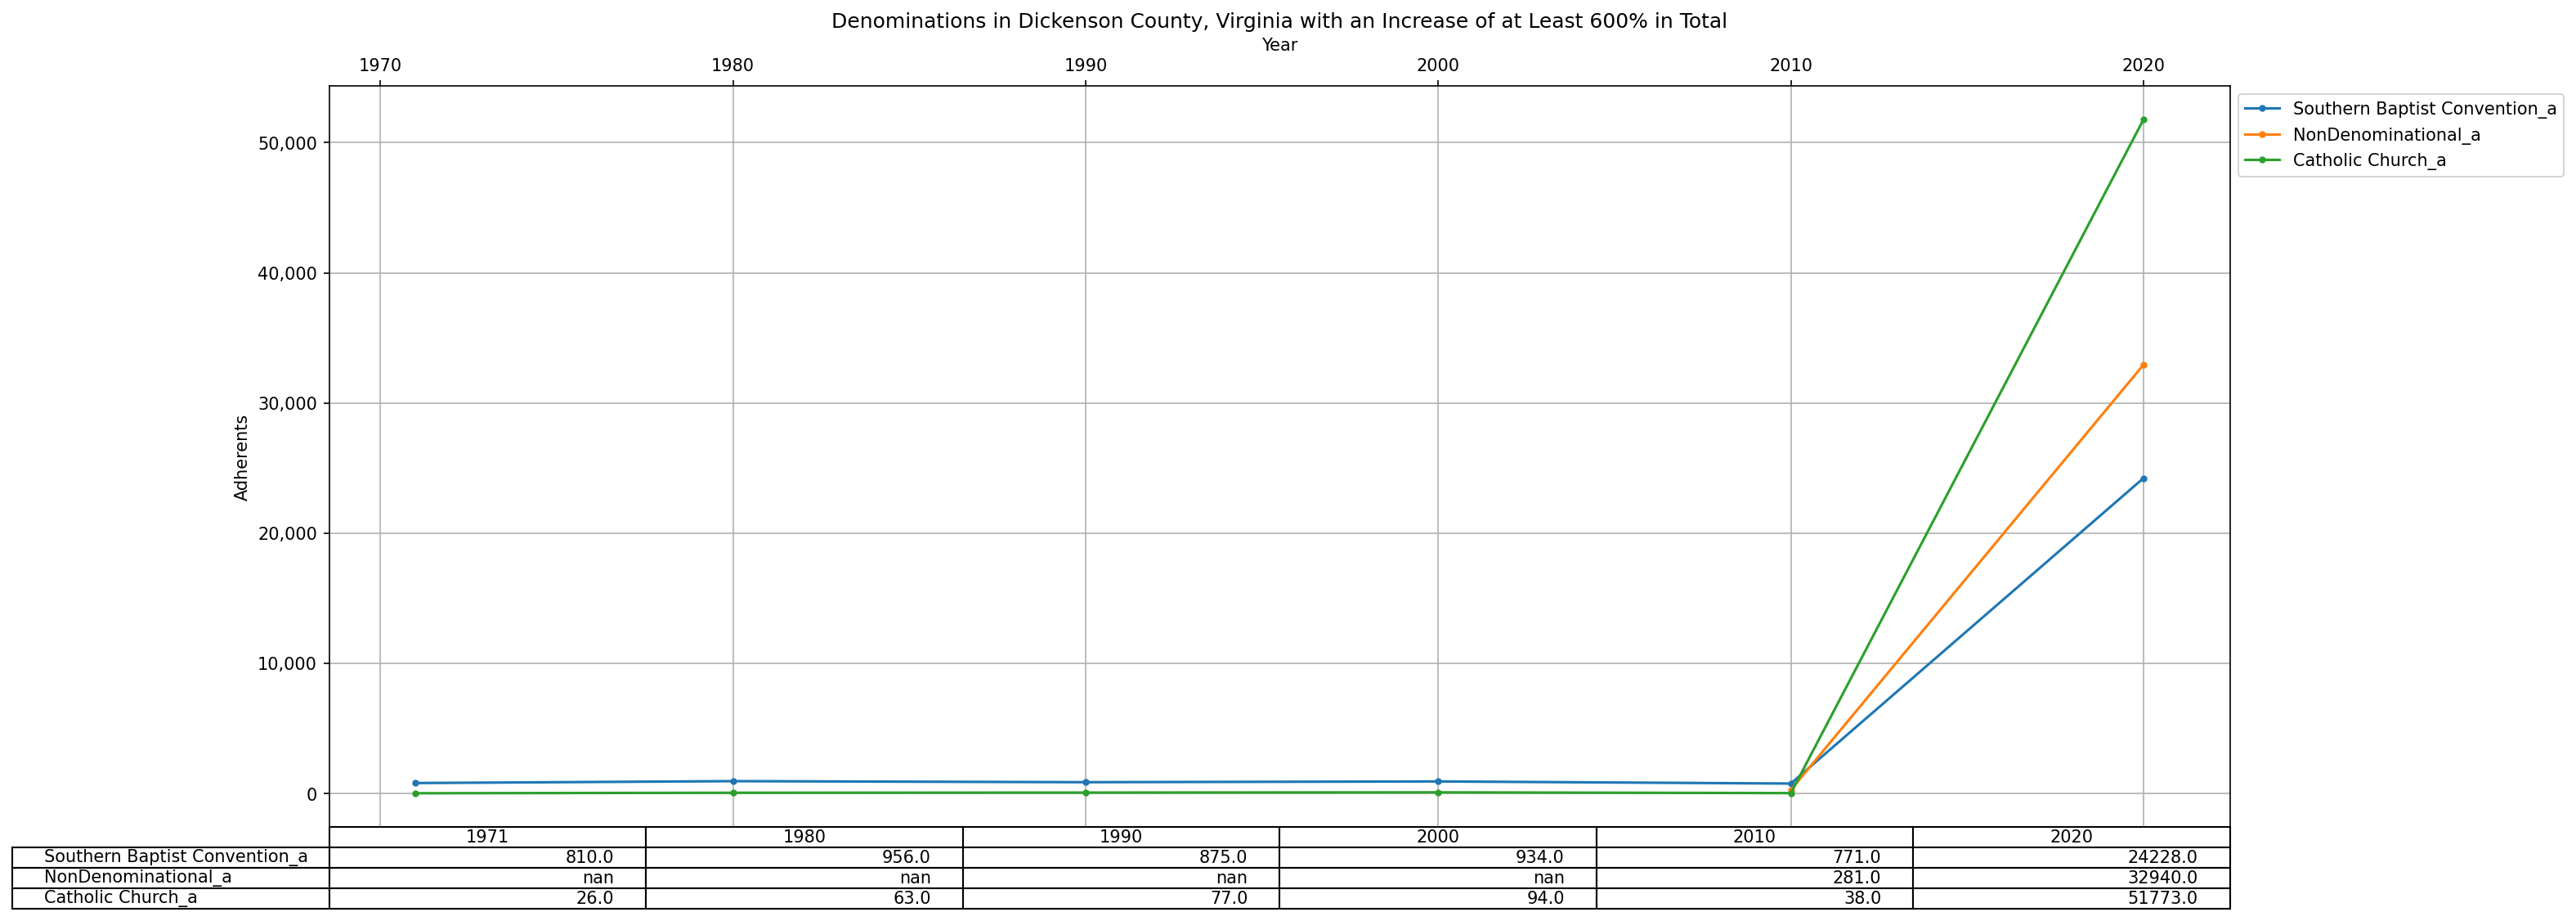 Denominations in Dickenson County, Virginia with an Increase of at Least 600% in Total
Year
1970 1980 1990 2000 2010 2020
Southern Baptist Convention_a
NonDenominational_a
Catholic Church_a
50,000
40,000
30,000
20,000
10,000
0
Adherents
1971 1980 1990 2000 2010 2020
Southern Baptist Convention_a 810.0 956.0 875.0 934.0 771.0 24228.0
NonDenominational_a nan nan nan nan 281.0 32940.0
Catholic Church_a 26.0 63.0 77.0 94.0 38.0 51773.0